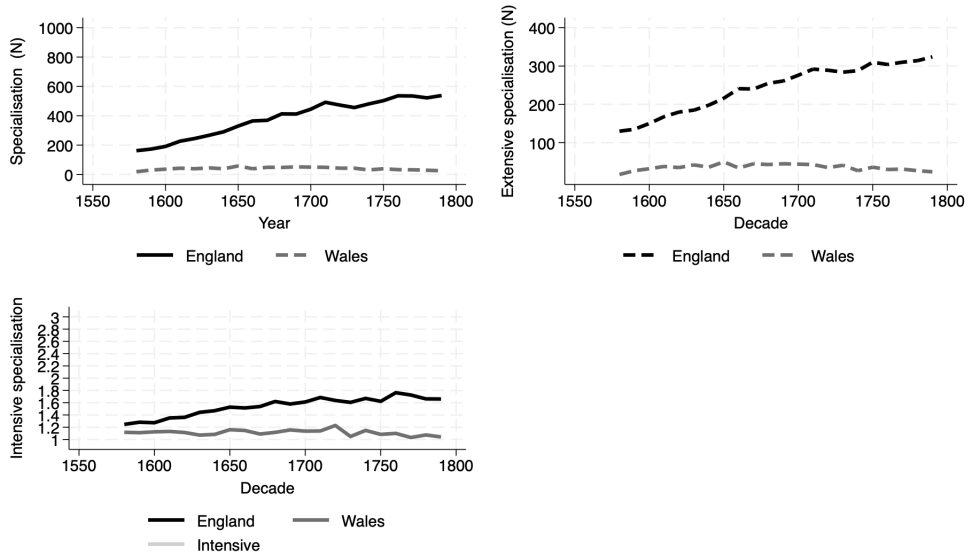 Specialisation (N)
1000
800
600
400
200
0
1550 1600 1650 1700 1750 1800
Year
England Wales
Extensive specialisation (N)
400
300
200
100
1550 1600 1650 1700 1750 1800
Decade
England Wales
Intensive specialisation
3
2.8
2.6
2.4
2.2
2
1.8
1.6
1.4
1.2
1
1550 1600 1650 1700 1750 1800
Decade
England Wales
Intensive